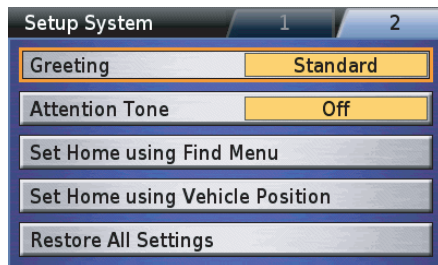 Setup System 1 2
Greeting Standard
Attention Tone Off
Set Home using Find Menu
Set Home using Vehicle Position
Restore All Settings